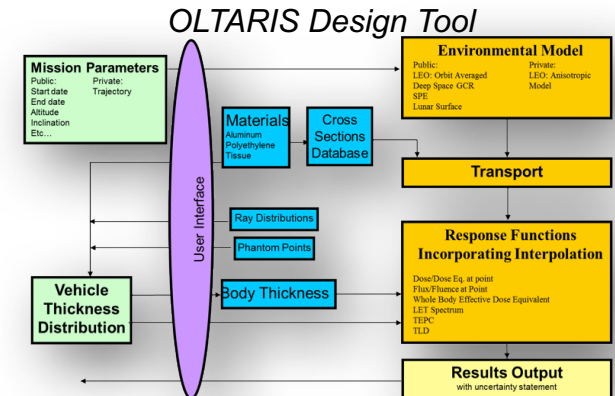 OLTARIS Design Tool
Mission Parameters
Public: Private:
Start date Trajectory
End date
Altitude
Inclination
Etc…
User Interface
Environmental Model
Public: Private:
LEO: Orbit Averaged LEO: Anisotropic
Deep Space GCR Model
SPE
Lunar Surface
Materials
Aluminum
Polyethylene
Tissue
Cross
Sections
Database
Transport
Ray Distributions
Phantom Points
Body Thickness
Vehicle
Thickness
Distribution
Response Functions
Incorporating Interpolation
Dose/Dose Eq. at point
Flux/Fluence at Point
Whole Body Effective Dose Equivalent
LET Spectrum
TEPC
TLD
Results Output
with uncertainty statement